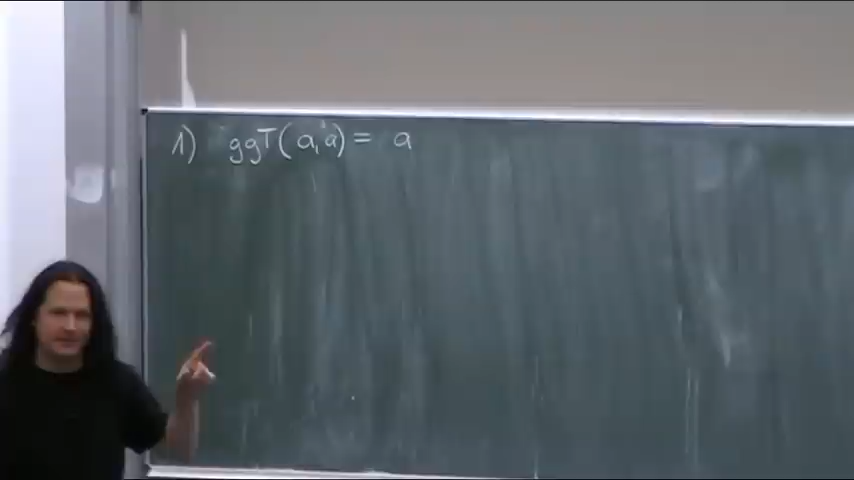 1) ggT(a,a) = a